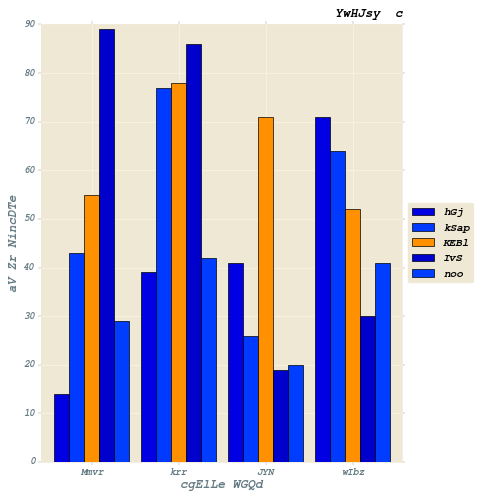 YwHJsy  c
aV Zr NincDTe
90
80
70
60
50
40
30
20
10
0
Mmvr
krr
JYN
wIbz
cgElLe WGQd
hGj
kSap
KEBl
IvS
noo